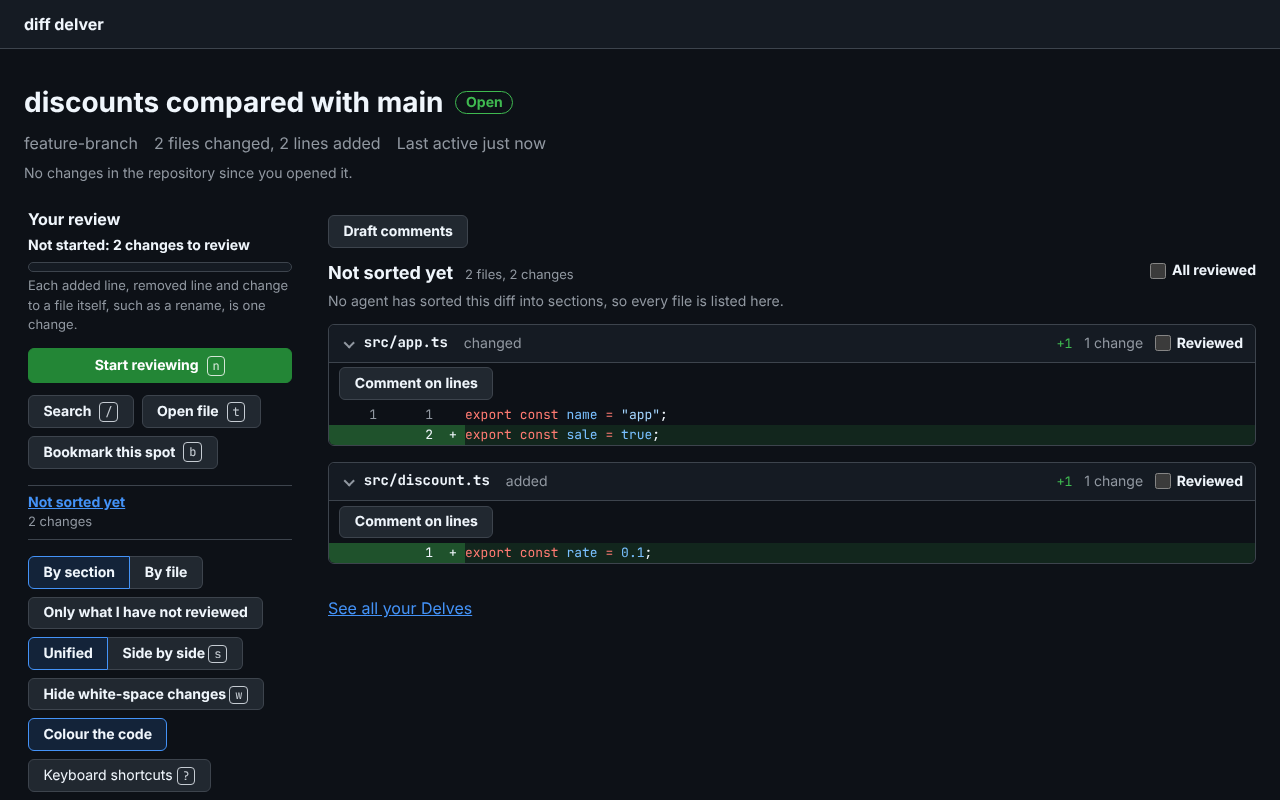 diff delver
discounts compared with main Open
feature-branch 2 files changed, 2 lines added Last active just now
No changes in the repository since you opened it.
Your review
Not started: 2 changes to review
Each added line, removed line and change
to a file itself, such as a rename, is one
change.
Start reviewing n
Search / Open file t
Bookmark this spot b
Not sorted yet
2 changes
By section By file
Only what I have not reviewed
Unified Side by side s
Hide white-space changes w
Colour the code
Keyboard shortcuts ?
Draft comments
Not sorted yet 2 files, 2 changes All reviewed
No agent has sorted this diff into sections, so every file is listed here.
src/app.ts changed +1 1 change Reviewed
Comment on lines
1 1 export const name = "app";
2 + export const sale = true;
src/discount.ts added +1 1 change Reviewed
Comment on lines
1 + export const rate = 0.1;
See all your Delves